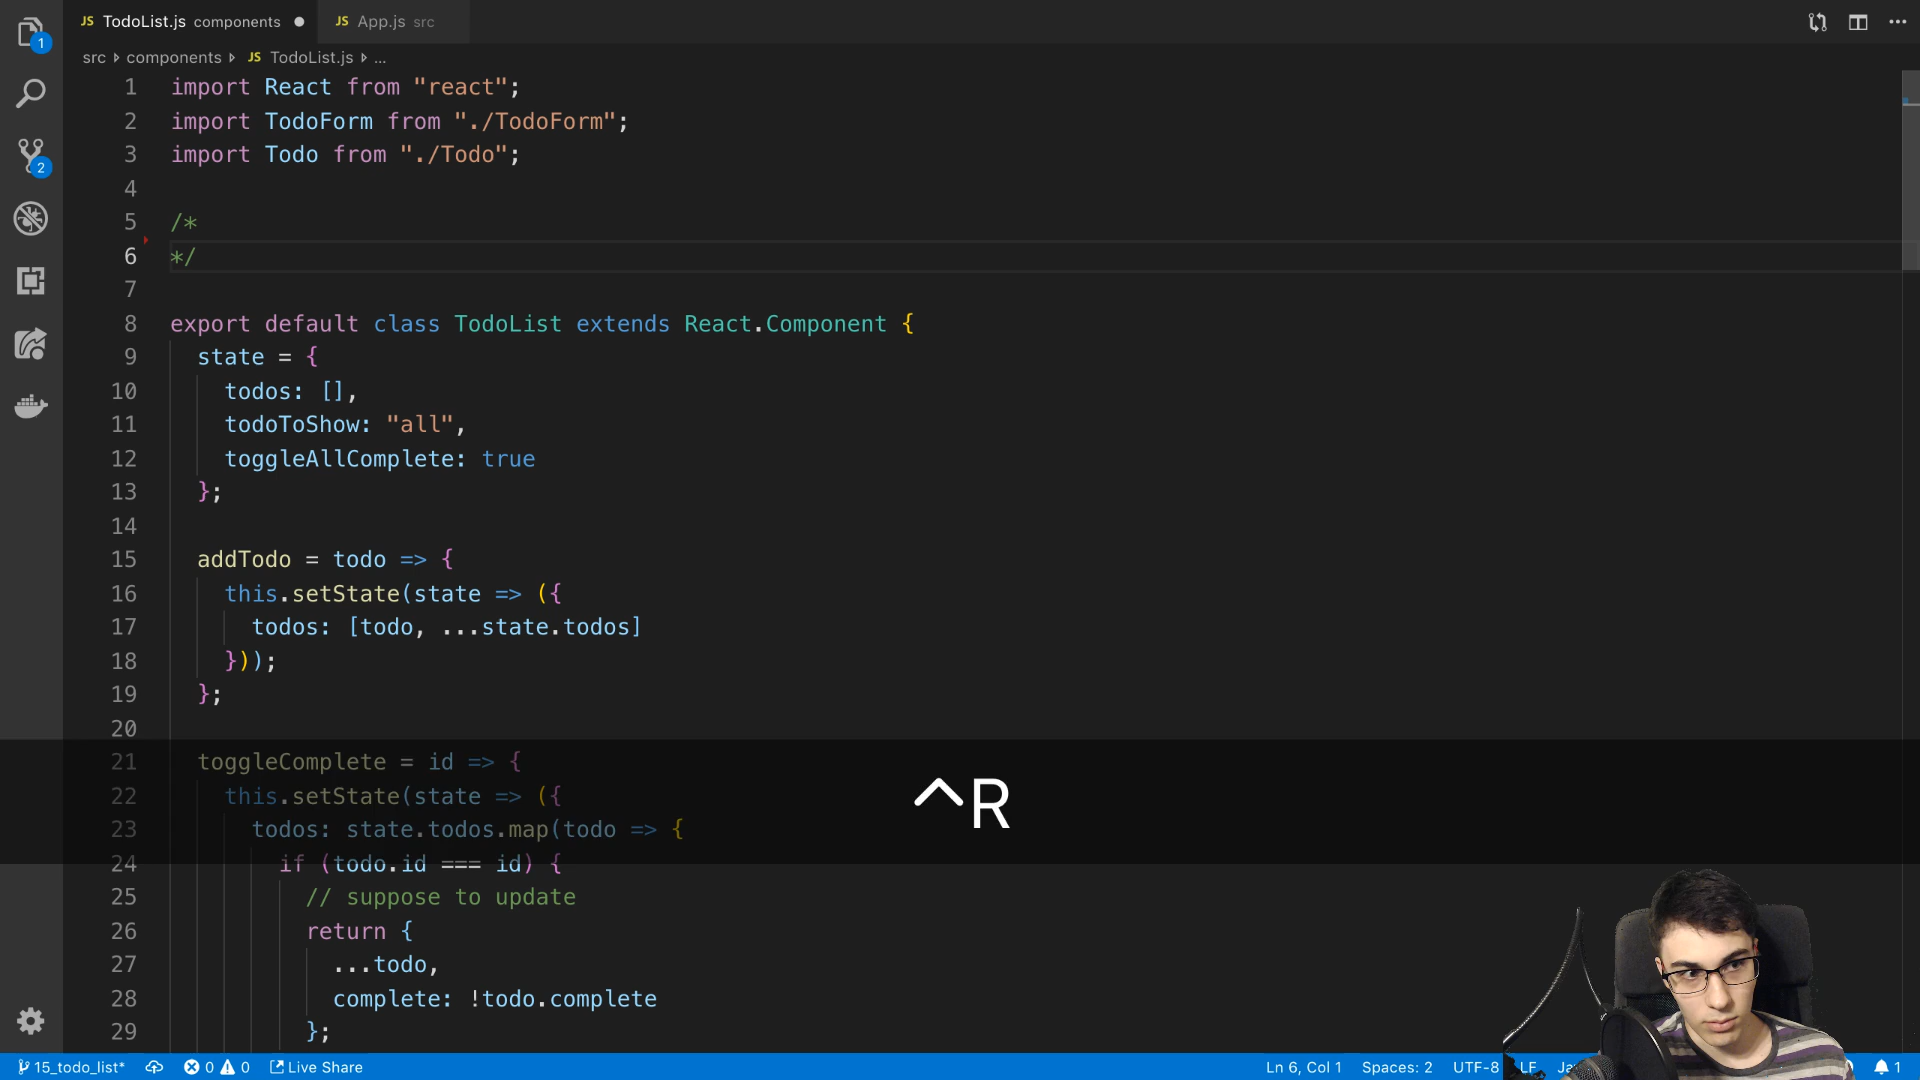 JS TodoList.js components ● JS App.js src
src components JS TodoList.js ...
1 import React from "react";
2 import TodoForm from "./TodoForm";
3 import Todo from "./Todo";
4
5 /*
6 */
7
8 export default class TodoList extends React.Component {
9 state = {
10 todos: [],
11 todoToShow: "all",
12 toggleAllComplete: true
13 };
14
15 addTodo = todo => {
16 this.setState(state => ({
17 todos: [todo, ...state.todos]
18 }));
19 };
20
21 toggleComplete = id => {
22 this.setState(state => ({
23 todos: state.todos.map(todo => {
24 if (todo.id === id) {
25 // suppose to update
26 return {
27 ...todo,
28 complete: !todo.complete
29 };
^R
1
2
15_todo_list* 0 0 Live Share Ln 6, Col 1 Spaces: 2 UTF-8 LF 1